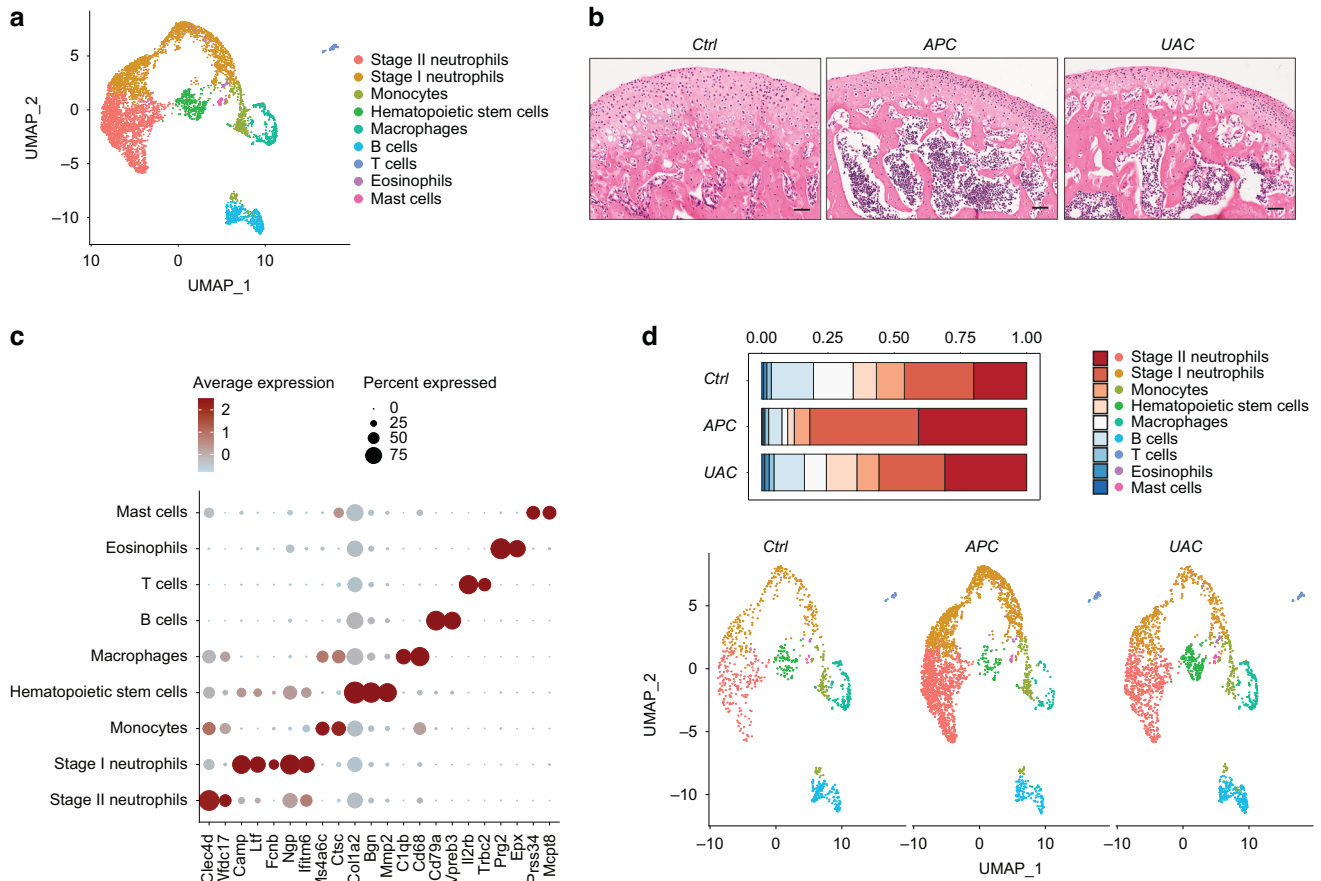 a
5
0
−5
−10
UMAP_2
10
0
10
UMAP_1
Stage II neutrophils
Stage I neutrophils
Monocytes
Hematopoietic stem cells
Macrophages
B cells
T cells
Eosinophils
Mast cells
b
Ctrl
APC
UAC
c
Average expression
2
1
0
Percent expressed
0
25
50
75
Mast cells
Eosinophils
T cells
B cells
Macrophages
Hematopoietic stem cells
Monocytes
Stage I neutrophils
Stage II neutrophils
Clec4d
Wfdc17
Camp
Ltf
Fcnb
Ngp
Ifitm6
Ms4a6c
Ctsc
Col1a2
Bgn
Mmp2
C1qb
Cd68
Cd79a
Vpreb3
Il2rb
Trbc2
Prg2
Epx
Prss34
Mcpt8
d
0.00 0.25 0.50 0.75 1.00
Ctrl
APC
UAC
Stage II neutrophils
Stage I neutrophils
Monocytes
Hematopoietic stem cells
Macrophages
B cells
T cells
Eosinophils
Mast cells
Ctrl
APC
UAC
5
0
−5
−10
UMAP_2
−10 0 10
−10 0 10
−10 0 10
UMAP_1